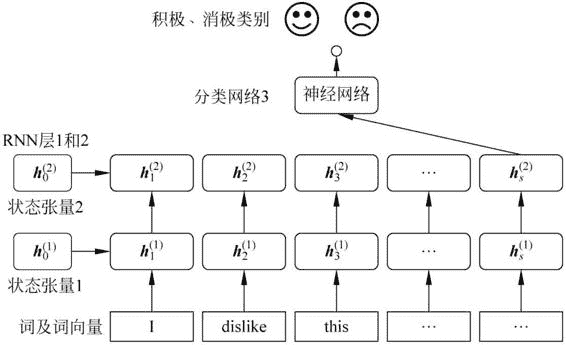 积极、消极类别
分类网络3 神经网络
RNN层1和2
h₀⁽²⁾ h₁⁽²⁾ h₂⁽²⁾ h₃⁽²⁾ … hₛ⁽²⁾
状态张量2
h₀⁽¹⁾ h₁⁽¹⁾ h₂⁽¹⁾ h₃⁽¹⁾ … hₛ⁽¹⁾
状态张量1
词及词向量 I dislike this … …